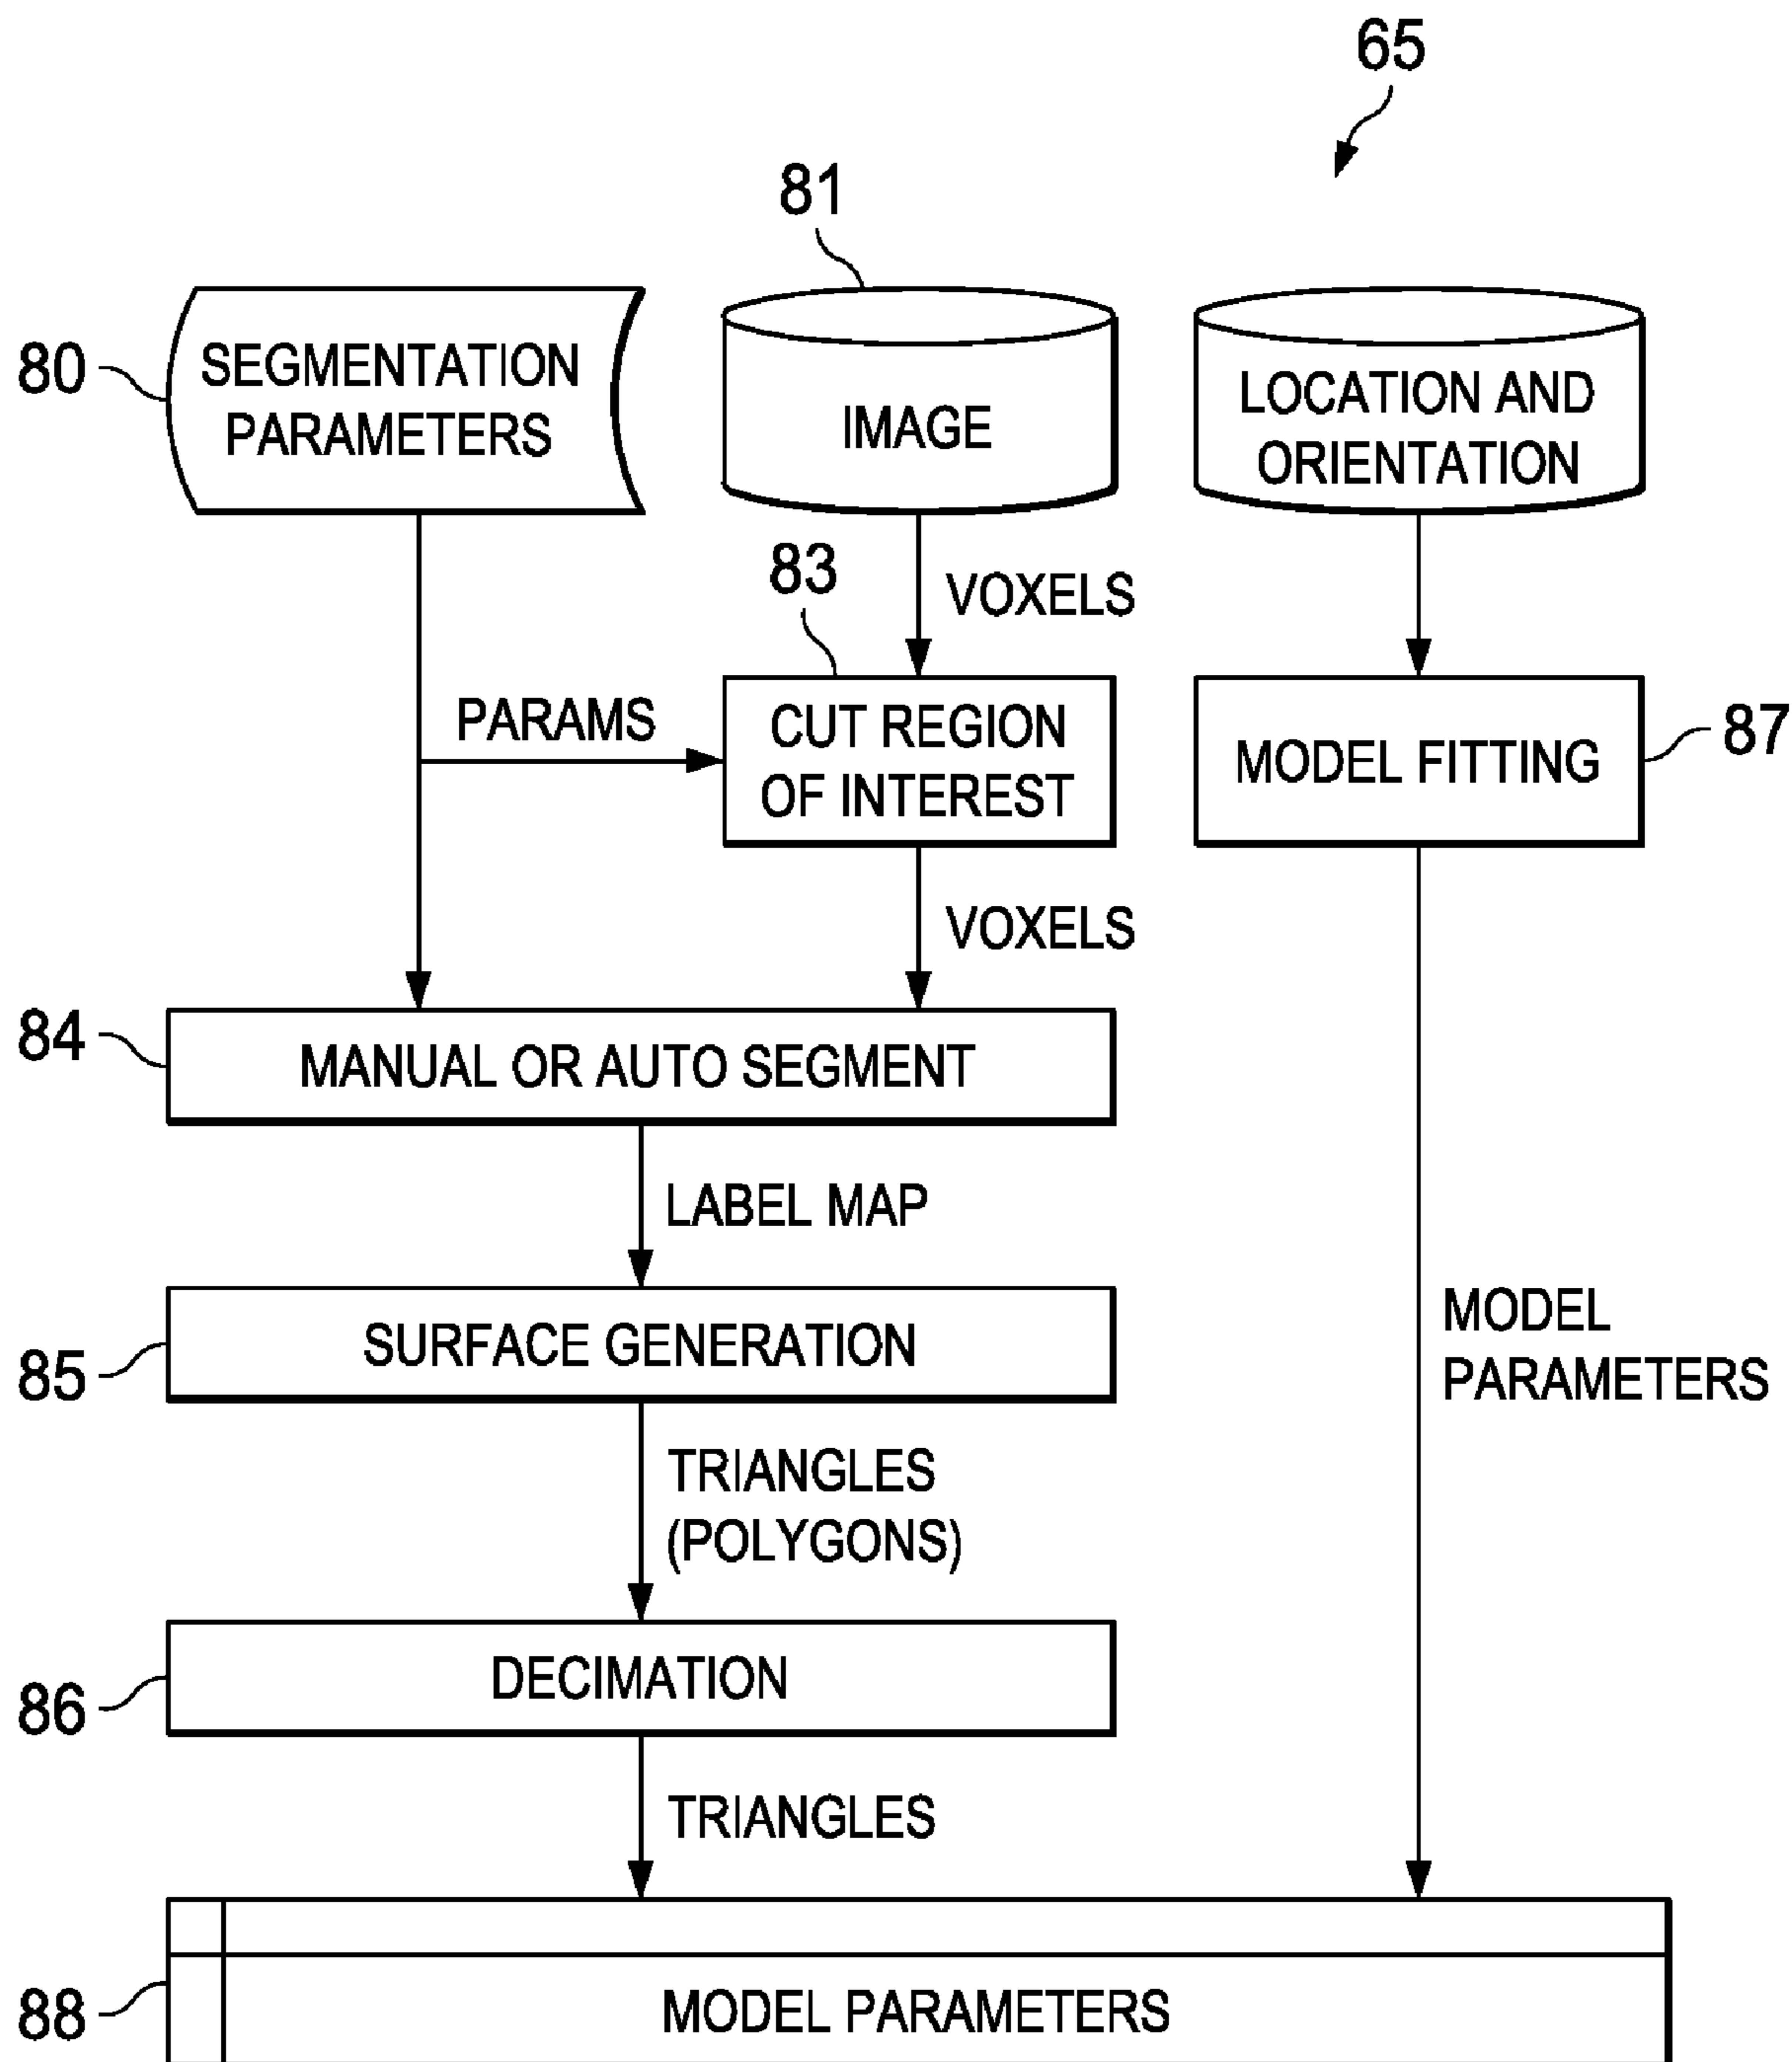 65
81
80
SEGMENTATION
PARAMETERS
IMAGE
LOCATION AND
ORIENTATION
83
VOXELS
PARAMS
CUT REGION
OF INTEREST
MODEL FITTING
87
VOXELS
84
MANUAL OR AUTO SEGMENT
LABEL MAP
85
SURFACE GENERATION
MODEL
PARAMETERS
TRIANGLES
(POLYGONS)
86
DECIMATION
TRIANGLES
88
MODEL PARAMETERS